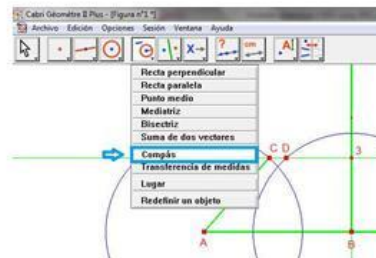 Cabri Géomètre II Plus - [Figura n°1 *]
Archivo Edición Opciones Sesión Ventana Ayuda
Recta perpendicular
Recta paralela
Punto medio
Mediatriz
Bisectriz
Suma de dos vectores
Compás
Transferencia de medidas
Lugar
Redefinir un objeto
C D 3
A B